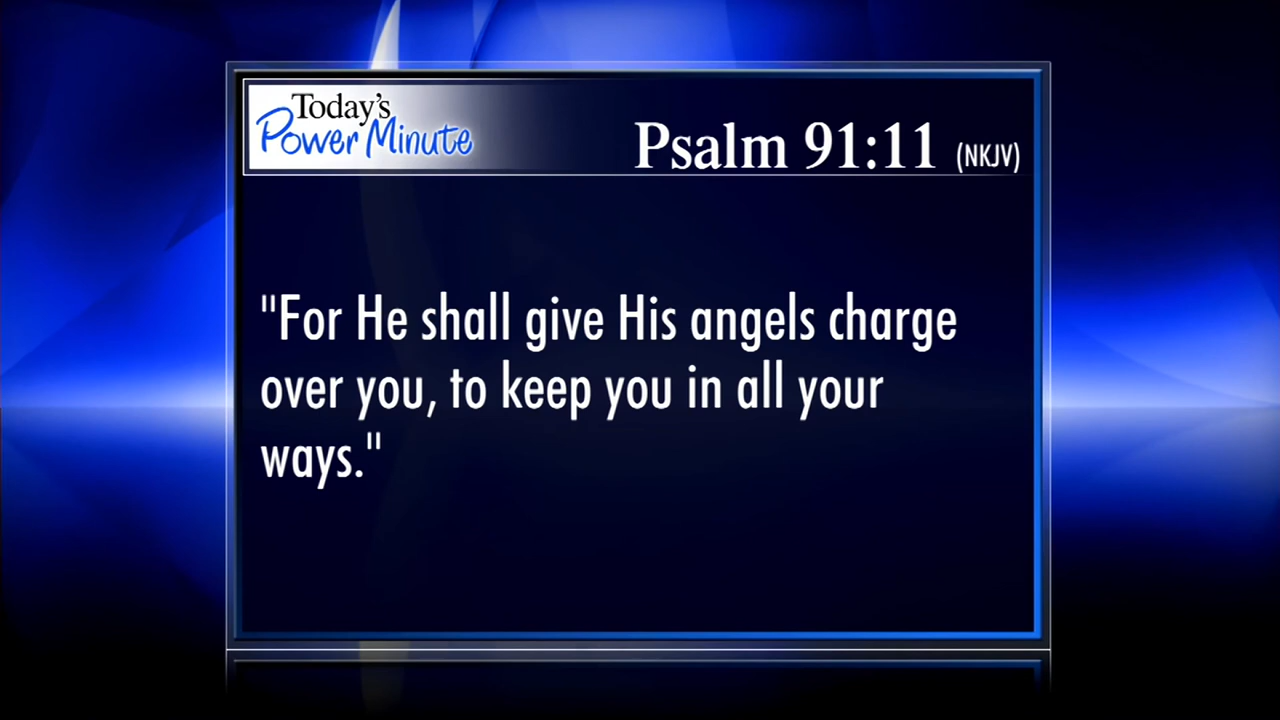 Today's
Power Minute
Psalm 91:11 (NKJV)
"For He shall give His angels charge
over you, to keep you in all your
ways."